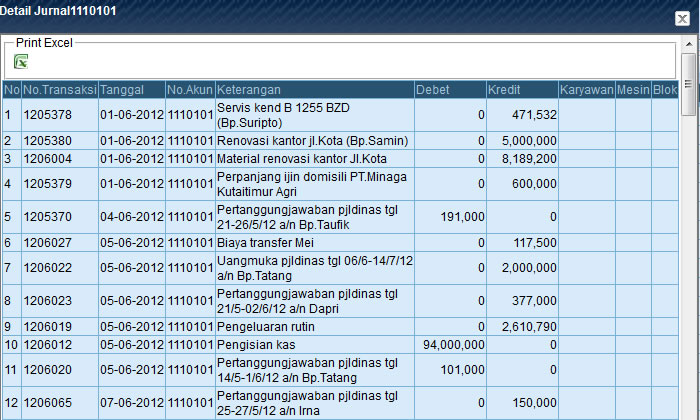 Detail Jurnal1110101
Print Excel
No No.Transaksi Tanggal No.Akun Keterangan Debet Kredit Karyawan Mesin Blok
1 1205378 01-06-2012 1110101 Servis kend B 1255 BZD (Bp.Suripto) 0 471,532
2 1205380 01-06-2012 1110101 Renovasi kantor jl.Kota (Bp.Samin) 0 5,000,000
3 1206004 01-06-2012 1110101 Material renovasi kantor Jl.Kota 0 8,189,200
4 1205379 01-06-2012 1110101 Perpanjang ijin domisili PT.Minaga Kutaitimur Agri 0 600,000
5 1205370 04-06-2012 1110101 Pertanggungjawaban pjldinas tgl 21-26/5/12 a/n Bp.Taufik 191,000 0
6 1206027 05-06-2012 1110101 Biaya transfer Mei 0 117,500
7 1206022 05-06-2012 1110101 Uangmuka pjldinas tgl 06/6-14/7/12 a/n Bp.Tatang 0 2,000,000
8 1206023 05-06-2012 1110101 Pertanggungjawaban pjldinas tgl 21/5-02/6/12 a/n Dapri 0 377,000
9 1206019 05-06-2012 1110101 Pengeluaran rutin 0 2,610,790
10 1206012 05-06-2012 1110101 Pengisian kas 94,000,000 0
11 1206020 05-06-2012 1110101 Pertanggungjawaban pjldinas tgl 14/5-1/6/12 a/n Bp.Tatang 101,000 0
12 1206065 07-06-2012 1110101 Pertanggungjawaban pjldinas tgl 25-27/5/12 a/n Irna 0 150,000